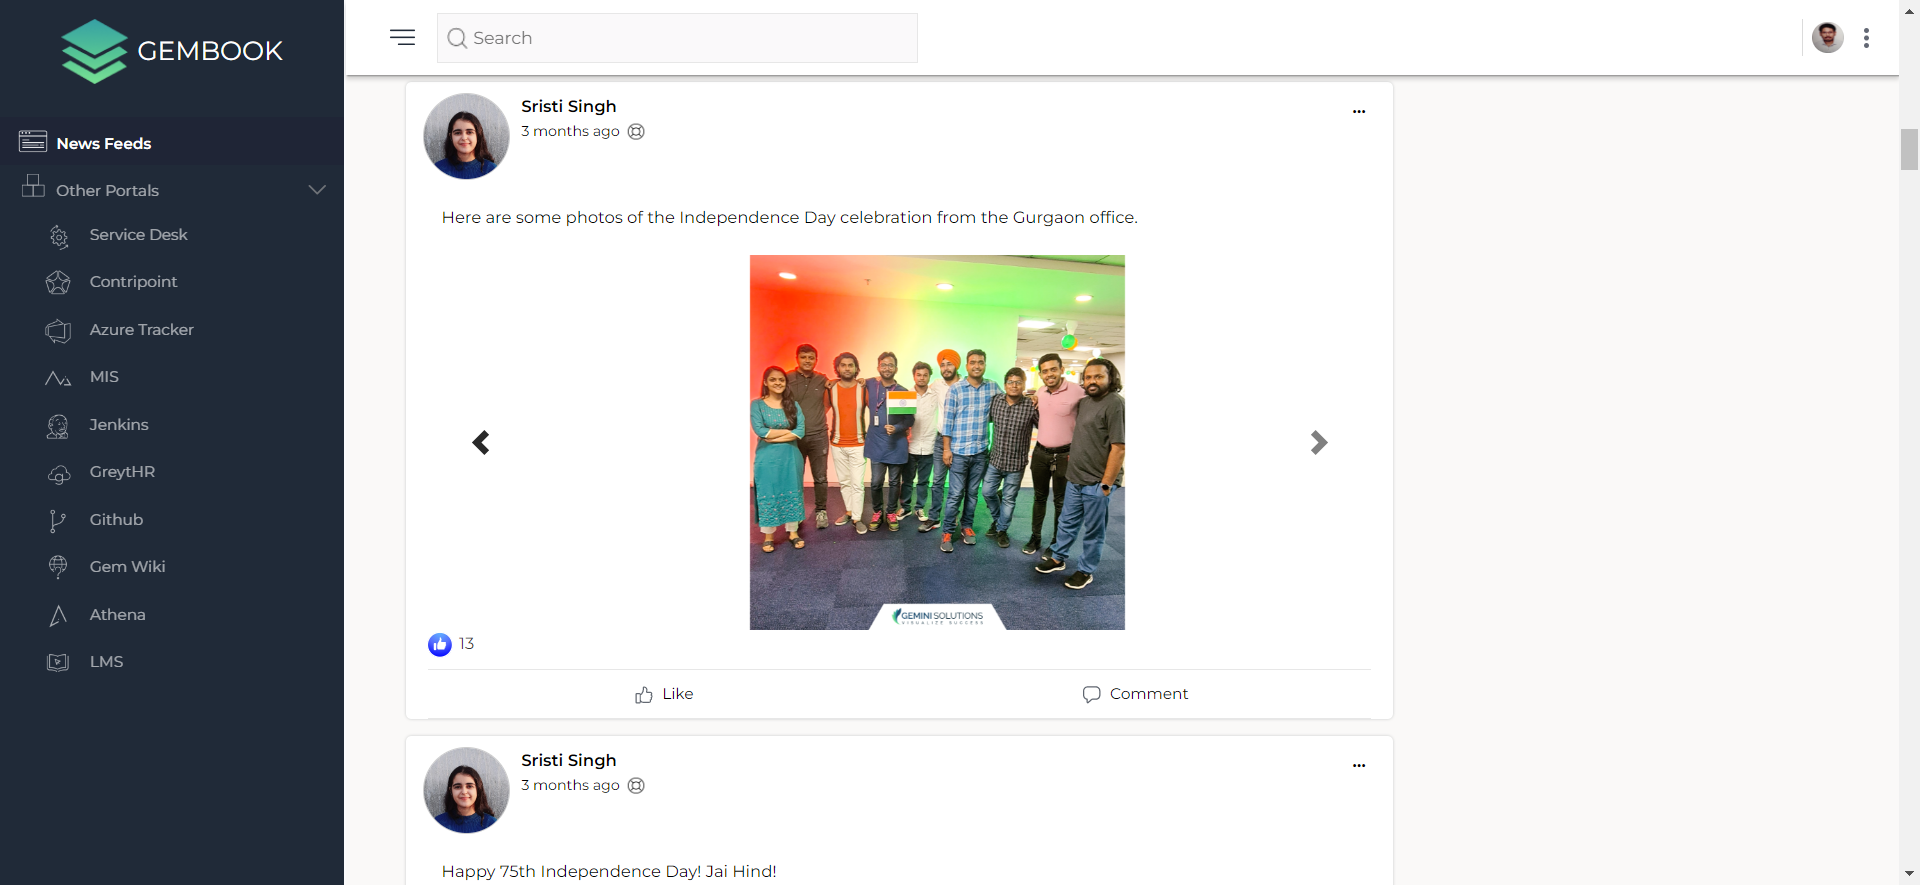 GEMBOOK
Search
News Feeds
Other Portals
Service Desk
Contripoint
Azure Tracker
MIS
Jenkins
GreytHR
Github
Gem Wiki
Athena
LMS
Sristi Singh
3 months ago
Here are some photos of the Independence Day celebration from the Gurgaon office.
GEMINI SOLUTIONS
VISUALIZE SUCCESS
13
Like
Comment
Sristi Singh
3 months ago
Happy 75th Independence Day! Jai Hind!